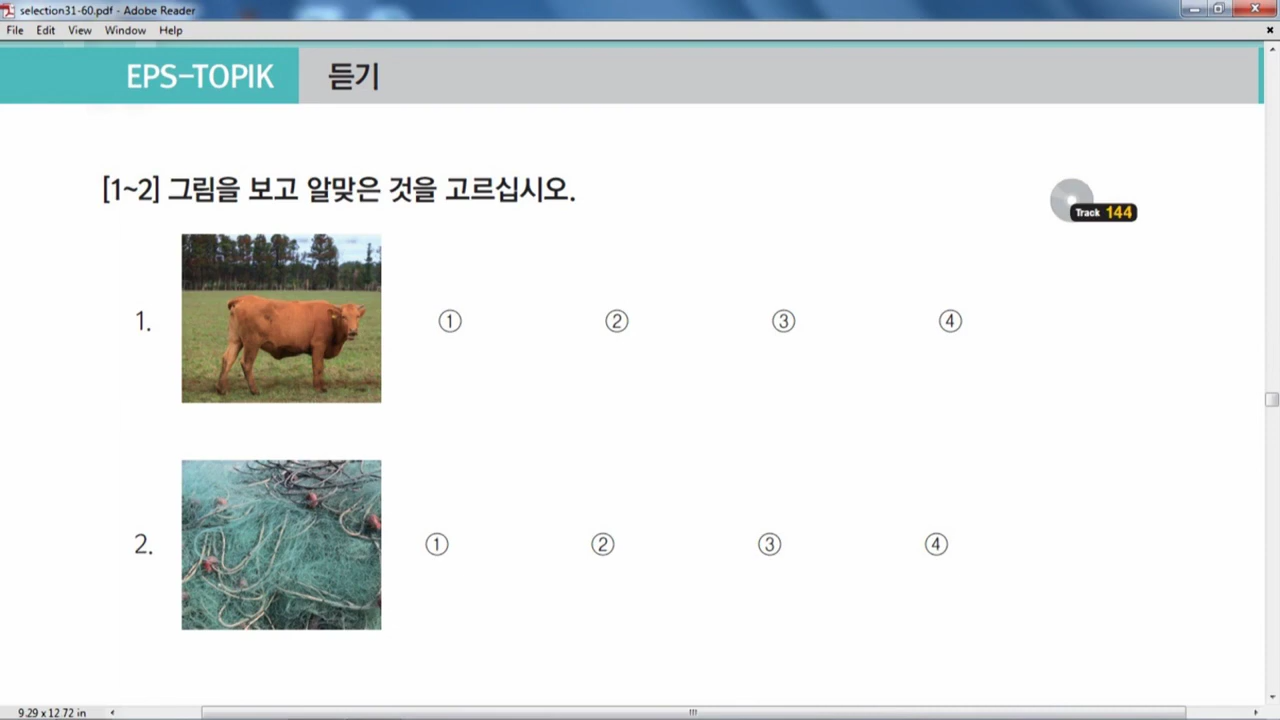 selection31-60.pdf - Adobe Reader
File Edit View Window Help
EPS-TOPIK 듣기
[1~2] 그림을 보고 알맞은 것을 고르십시오.
Track 144
1. ① ② ③ ④
2. ① ② ③ ④
9.29 x 12.72 in